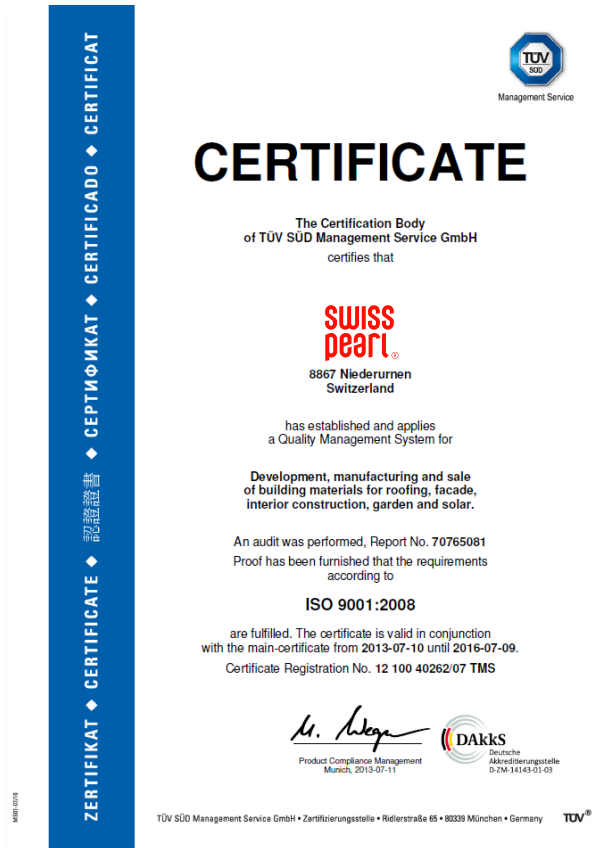 TÜV
SÜD
Management Service
CERTIFICATE
The Certification Body
of TÜV SÜD Management Service GmbH
certifies that
swiss
pearl®
8867 Niederurnen
Switzerland
has established and applies
a Quality Management System for
Development, manufacturing and sale
of building materials for roofing, facade,
interior construction, garden and solar.
An audit was performed, Report No. 70765081
Proof has been furnished that the requirements
according to
ISO 9001:2008
are fulfilled. The certificate is valid in conjunction
with the main-certificate from 2013-07-10 until 2016-07-09.
Certificate Registration No. 12 100 40262/07 TMS
Product Compliance Management
Munich, 2013-07-11
DAkkS
Deutsche
Akkreditierungsstelle
D-ZM-14143-01-03
TÜV SÜD Management Service GmbH • Zertifizierungsstelle • Ridlerstraße 65 • 80339 München • Germany
TÜV®
ZERTIFIKAT ◆ CERTIFICATE ◆ 認證證書 ◆ СЕРТИФИКАТ ◆ CERTIFICADO ◆ CERTIFICAT